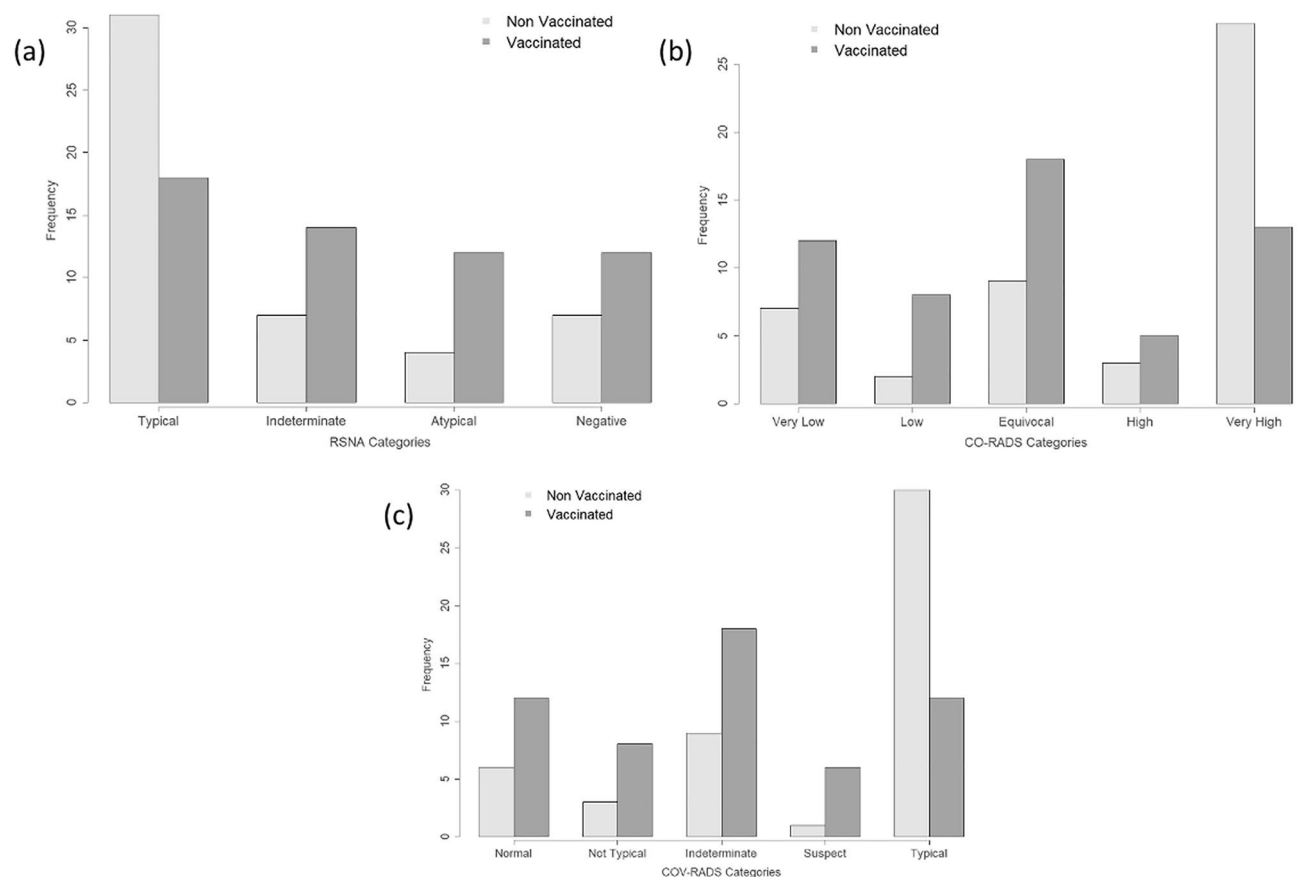 (a)
Non Vaccinated
Vaccinated
30
25
20
15
10
5
0
Frequency
Typical Indeterminate Atypical Negative
RSNA Categories
(b)
Non Vaccinated
Vaccinated
25
20
15
10
5
0
Frequency
Very Low Low Equivocal High Very High
CO-RADS Categories
(c)
Non Vaccinated
Vaccinated
30
25
20
15
10
5
0
Frequency
Normal Not Typical Indeterminate Suspect Typical
COV-RADS Categories